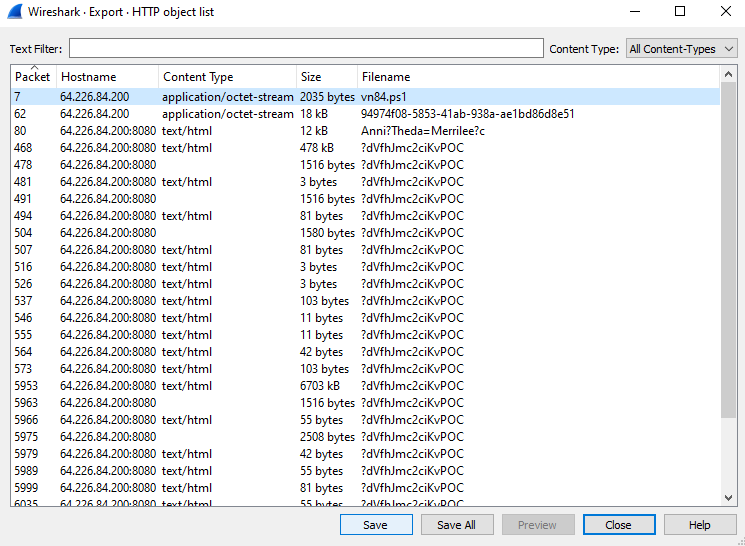 Wireshark · Export · HTTP object list
Text Filter: Content Type: All Content-Types
Packet Hostname Content Type Size Filename
7 64.226.84.200 application/octet-stream 2035 bytes vn84.ps1
62 64.226.84.200 application/octet-stream 18 kB 94974f08-5853-41ab-938a-ae1bd86d8e51
80 64.226.84.200:8080 text/html 12 kB Anni?Theda=Merrilee?c
468 64.226.84.200:8080 text/html 478 kB ?dVfhJmc2ciKvPOC
478 64.226.84.200:8080 1516 bytes ?dVfhJmc2ciKvPOC
481 64.226.84.200:8080 text/html 3 bytes ?dVfhJmc2ciKvPOC
491 64.226.84.200:8080 1516 bytes ?dVfhJmc2ciKvPOC
494 64.226.84.200:8080 text/html 81 bytes ?dVfhJmc2ciKvPOC
504 64.226.84.200:8080 1580 bytes ?dVfhJmc2ciKvPOC
507 64.226.84.200:8080 text/html 81 bytes ?dVfhJmc2ciKvPOC
516 64.226.84.200:8080 text/html 3 bytes ?dVfhJmc2ciKvPOC
526 64.226.84.200:8080 text/html 3 bytes ?dVfhJmc2ciKvPOC
537 64.226.84.200:8080 text/html 103 bytes ?dVfhJmc2ciKvPOC
546 64.226.84.200:8080 text/html 11 bytes ?dVfhJmc2ciKvPOC
555 64.226.84.200:8080 text/html 11 bytes ?dVfhJmc2ciKvPOC
564 64.226.84.200:8080 text/html 42 bytes ?dVfhJmc2ciKvPOC
573 64.226.84.200:8080 text/html 103 bytes ?dVfhJmc2ciKvPOC
5953 64.226.84.200:8080 text/html 6703 kB ?dVfhJmc2ciKvPOC
5963 64.226.84.200:8080 1516 bytes ?dVfhJmc2ciKvPOC
5966 64.226.84.200:8080 text/html 55 bytes ?dVfhJmc2ciKvPOC
5975 64.226.84.200:8080 2508 bytes ?dVfhJmc2ciKvPOC
5979 64.226.84.200:8080 text/html 42 bytes ?dVfhJmc2ciKvPOC
5989 64.226.84.200:8080 text/html 55 bytes ?dVfhJmc2ciKvPOC
5999 64.226.84.200:8080 text/html 81 bytes ?dVfhJmc2ciKvPOC
6035 64.226.84.200:8080 text/html 55 bytes ?dVfhJmc2ciKvPOC
Save Save All Preview Close Help